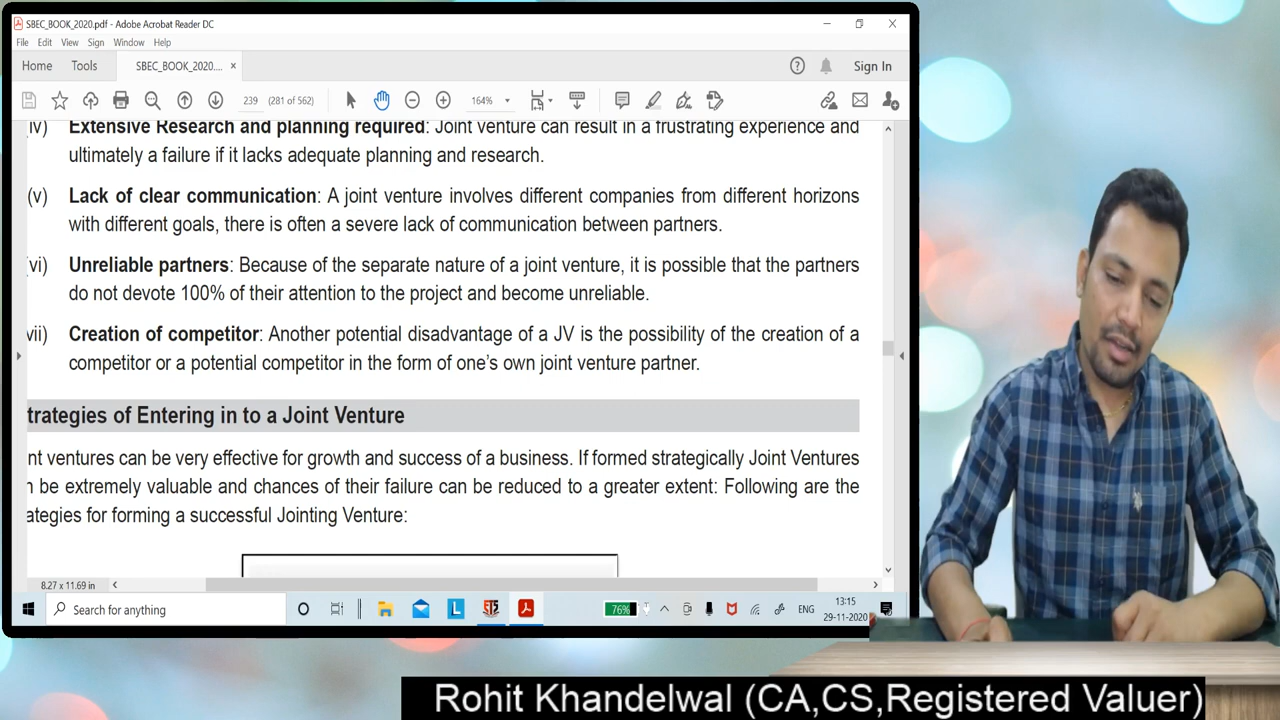 SBEC_BOOK_2020.pdf - Adobe Acrobat Reader DC
File Edit View Sign Window Help
Home Tools SBEC_BOOK_2020.... × Sign In
239 (281 of 562) 164%
iv) Extensive Research and planning required: Joint venture can result in a frustrating experience and
ultimately a failure if it lacks adequate planning and research.
(v) Lack of clear communication: A joint venture involves different companies from different horizons
with different goals, there is often a severe lack of communication between partners.
vi) Unreliable partners: Because of the separate nature of a joint venture, it is possible that the partners
do not devote 100% of their attention to the project and become unreliable.
vii) Creation of competitor: Another potential disadvantage of a JV is the possibility of the creation of a
competitor or a potential competitor in the form of one's own joint venture partner.
trategies of Entering in to a Joint Venture
nt ventures can be very effective for growth and success of a business. If formed strategically Joint Ventures
n be extremely valuable and chances of their failure can be reduced to a greater extent: Following are the
ategies for forming a successful Jointing Venture:
8.27 x 11.69 in
Search for anything L 76% ENG 13:15
29-11-2020
Rohit Khandelwal (CA,CS,Registered Valuer)